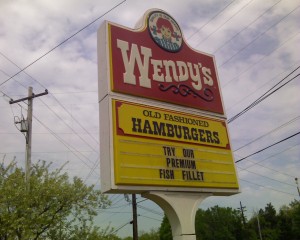 WENDY'S
OLD FASHIONED
HAMBURGERS
TRY OUR
PREMIUM
FISH FILLET